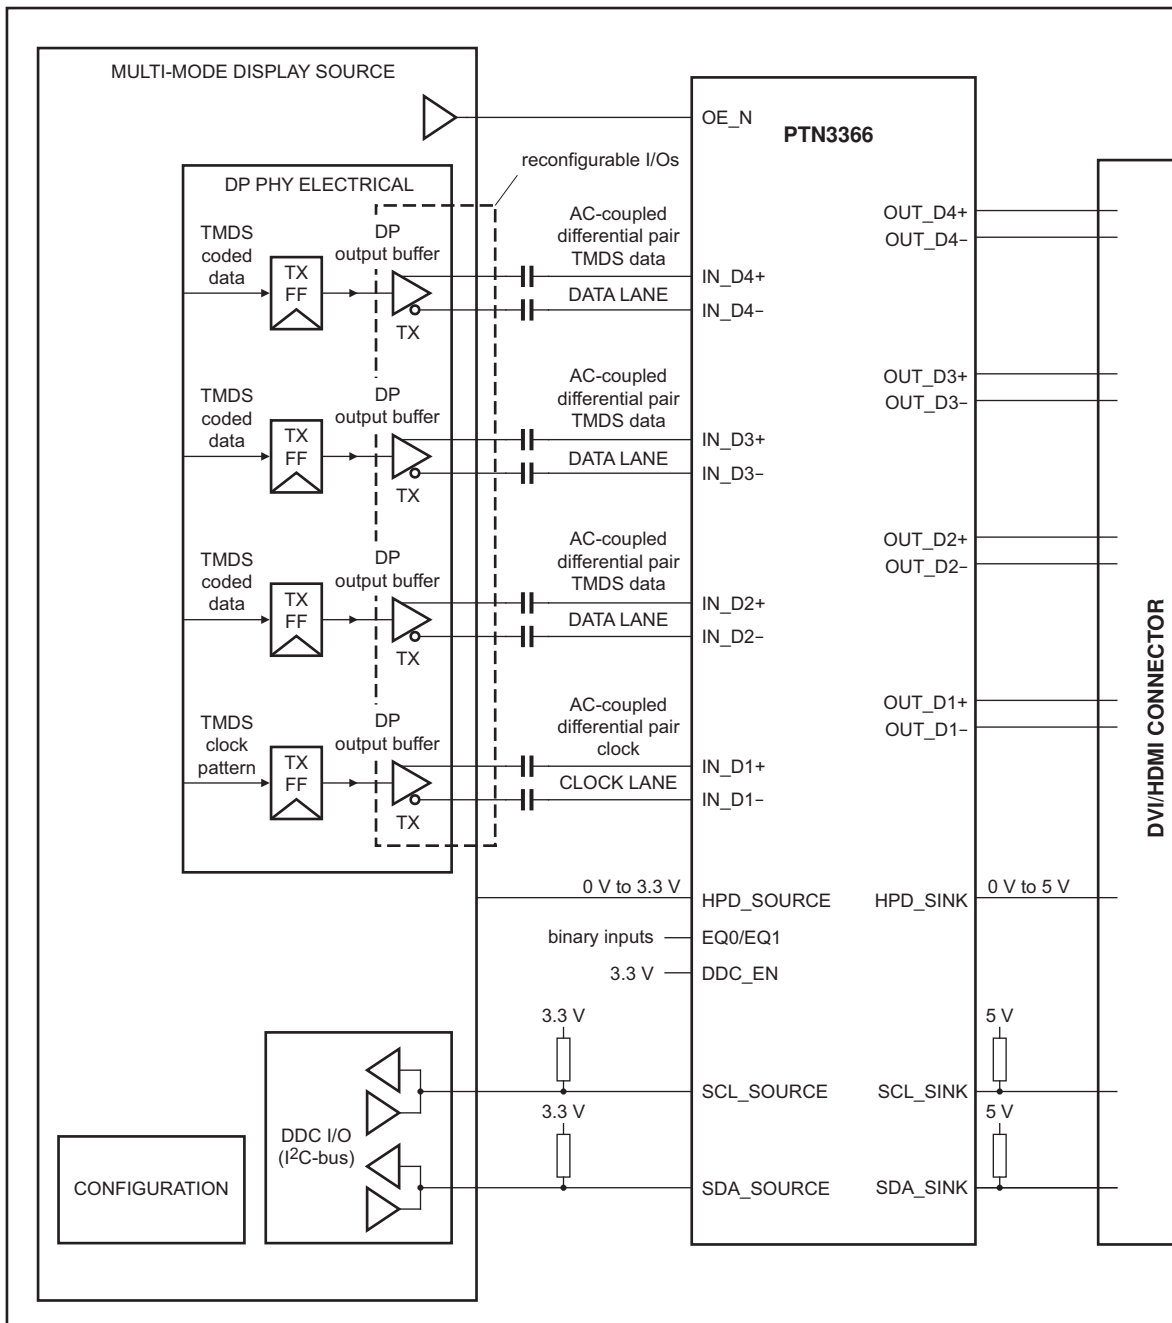 MULTI-MODE DISPLAY SOURCE
OE_N
PTN3366
reconfigurable I/Os
DP PHY ELECTRICAL
TMDS
coded
data
TX
FF
DP
output buffer
TX
AC-coupled
differential pair
TMDS data
DATA LANE
IN_D4+
IN_D4−
OUT_D4+
OUT_D4−
TMDS
coded
data
TX
FF
DP
output buffer
TX
AC-coupled
differential pair
TMDS data
DATA LANE
IN_D3+
IN_D3−
OUT_D3+
OUT_D3−
TMDS
coded
data
TX
FF
DP
output buffer
TX
AC-coupled
differential pair
TMDS data
DATA LANE
IN_D2+
IN_D2−
OUT_D2+
OUT_D2−
TMDS
clock
pattern
TX
FF
DP
output buffer
TX
AC-coupled
differential pair
clock
CLOCK LANE
IN_D1+
IN_D1−
OUT_D1+
OUT_D1−
DVI/HDMI CONNECTOR
0 V to 3.3 V
HPD_SOURCE
HPD_SINK
0 V to 5 V
binary inputs
EQ0/EQ1
3.3 V
DDC_EN
3.3 V
5 V
SCL_SOURCE
SCL_SINK
3.3 V
5 V
DDC I/O
(I²C-bus)
SDA_SOURCE
SDA_SINK
CONFIGURATION